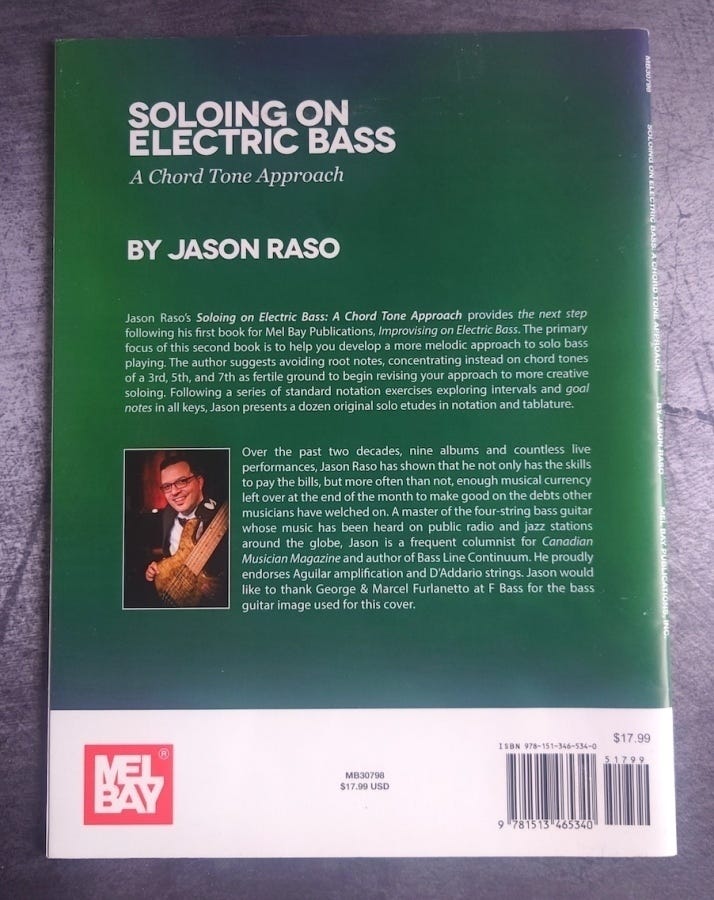 SOLOING ON
ELECTRIC BASS
A Chord Tone Approach
BY JASON RASO
Jason Raso's Soloing on Electric Bass: A Chord Tone Approach provides the next step
following his first book for Mel Bay Publications, Improvising on Electric Bass. The primary
focus of this second book is to help you develop a more melodic approach to solo bass
playing. The author suggests avoiding root notes, concentrating instead on chord tones
of a 3rd, 5th, and 7th as fertile ground to begin revising your approach to more creative
soloing. Following a series of standard notation exercises exploring intervals and goal
notes in all keys, Jason presents a dozen original solo etudes in notation and tablature.
Over the past two decades, nine albums and countless live
performances, Jason Raso has shown that he not only has the skills
to pay the bills, but more often than not, enough musical currency
left over at the end of the month to make good on the debts other
musicians have welched on. A master of the four-string bass guitar
whose music has been heard on public radio and jazz stations
around the globe, Jason is a frequent columnist for Canadian
Musician Magazine and author of Bass Line Continuum. He proudly
endorses Aguilar amplification and D'Addario strings. Jason would
like to thank George & Marcel Furlanetto at F Bass for the bass
guitar image used for this cover.
MEL
BAY
®
MB30798
$17.99 USD
ISBN 978-151-346-534-0
$17.99
51799
9 781513 465340
MB30798 SOLOING ON ELECTRIC BASS: A CHORD TONE APPROACH BY JASON RASO MEL BAY PUBLICATIONS, INC.